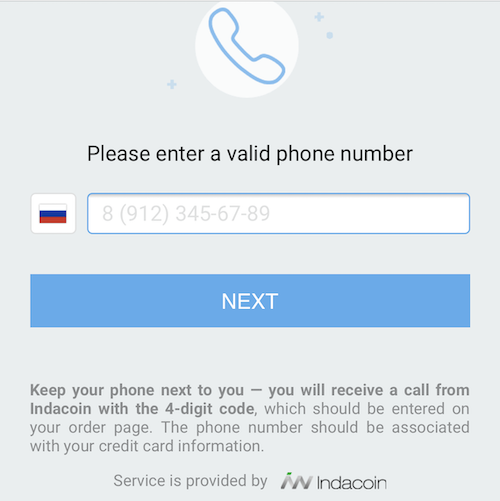 Please enter a valid phone number
8 (912) 345-67-89
NEXT
Keep your phone next to you — you will receive a call from
Indacoin with the 4-digit code, which should be entered on
your order page. The phone number should be associated
with your credit card information.
Service is provided by Indacoin